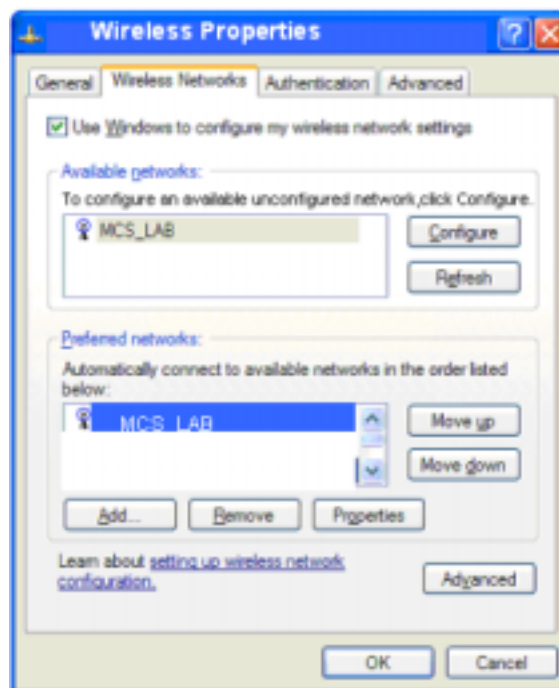 Wireless Properties
General Wireless Networks Authentication Advanced
Use Windows to configure my wireless network settings
Available networks:
To configure an available unconfigured network,click Configure.
MCS_LAB
Configure
Refresh
Preferred networks:
Automatically connect to available networks in the order listed
below:
MCS_LAB
Move up
Move down
Add... Remove Properties
Learn about setting up wireless network
configuration.
Advanced
OK Cancel